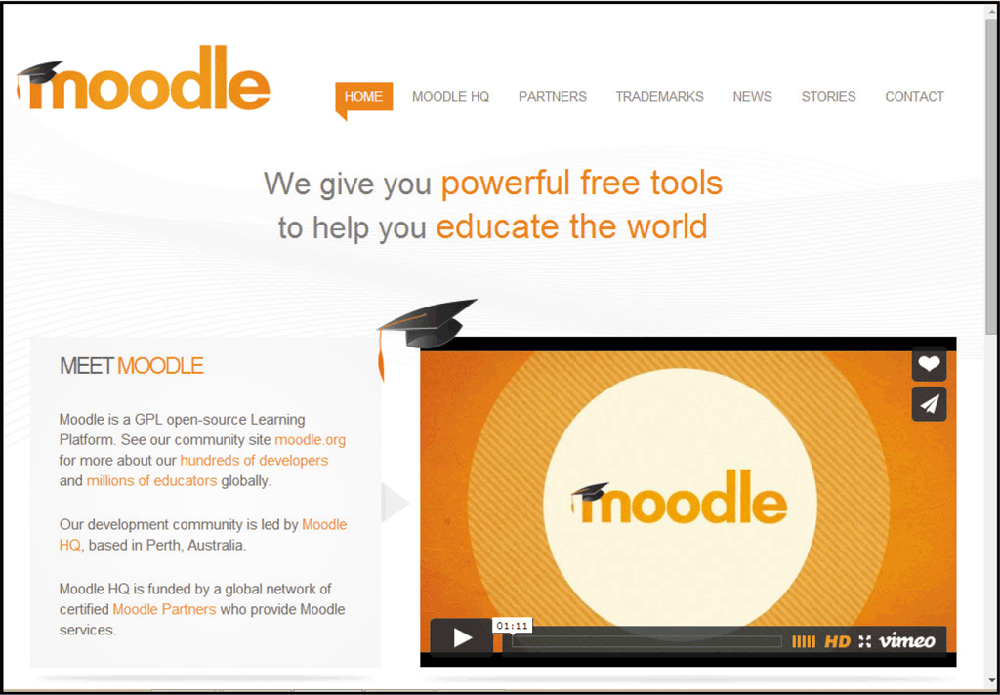 moodle
HOME MOODLE HQ PARTNERS TRADEMARKS NEWS STORIES CONTACT
We give you powerful free tools
to help you educate the world
MEET MOODLE
Moodle is a GPL open-source Learning
Platform. See our community site moodle.org
for more about our hundreds of developers
and millions of educators globally.
Our development community is led by Moodle
HQ, based in Perth, Australia.
Moodle HQ is funded by a global network of
certified Moodle Partners who provide Moodle
services.
moodle
01:11
HD vimeo